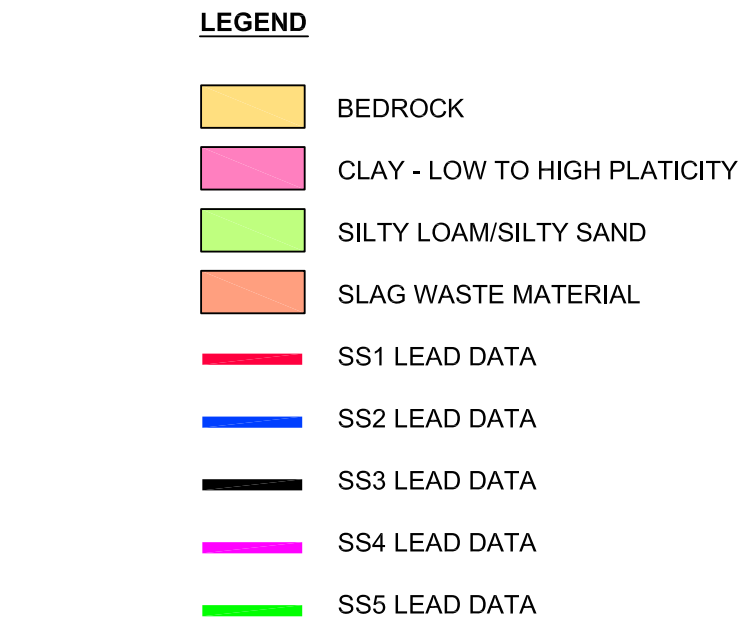 LEGEND
BEDROCK
CLAY - LOW TO HIGH PLATICITY
SILTY LOAM/SILTY SAND
SLAG WASTE MATERIAL
SS1 LEAD DATA
SS2 LEAD DATA
SS3 LEAD DATA
SS4 LEAD DATA
SS5 LEAD DATA